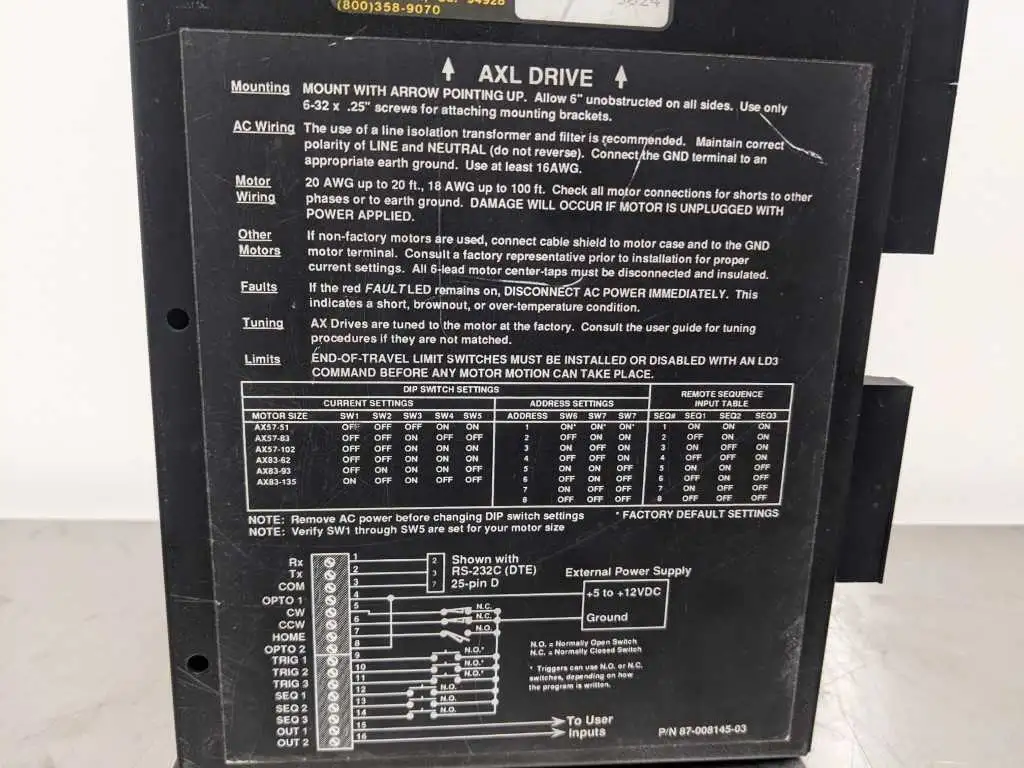 94928
(800)358-9070
AXL DRIVE
Mounting MOUNT WITH ARROW POINTING UP. Allow 6" unobstructed on all sides. Use only
6-32 x .25" screws for attaching mounting brackets.
AC Wiring The use of a line isolation transformer and filter is recommended. Maintain correct
polarity of LINE and NEUTRAL (do not reverse). Connect the GND terminal to an
appropriate earth ground. Use at least 16AWG.
Motor Wiring 20 AWG up to 20 ft., 18 AWG up to 100 ft. Check all motor connections for shorts to other
phases or to earth ground. DAMAGE WILL OCCUR IF MOTOR IS UNPLUGGED WITH
POWER APPLIED.
Other Motors If non-factory motors are used, connect cable shield to motor case and to the GND
motor terminal. Consult a factory representative prior to installation for proper
current settings. All 6-lead motor center-taps must be disconnected and insulated.
Faults If the red FAULT LED remains on, DISCONNECT AC POWER IMMEDIATELY. This
indicates a short, brownout, or over-temperature condition.
Tuning AX Drives are tuned to the motor at the factory. Consult the user guide for tuning
procedures if they are not matched.
Limits END-OF-TRAVEL LIMIT SWITCHES MUST BE INSTALLED OR DISABLED WITH AN LD3
COMMAND BEFORE ANY MOTOR MOTION CAN TAKE PLACE.
DIP SWITCH SETTINGS REMOTE SEQUENCE
CURRENT SETTINGS ADDRESS SETTINGS INPUT TABLE
MOTOR SIZE SW1 SW2 SW3 SW4 SW5 ADDRESS SW6 SW7 SW7 SEQ# SEQ1 SEQ2 SEQ3
AX57-51 OFF OFF OFF ON ON 1 ON* ON* ON* 1 ON ON ON
AX57-83 OFF OFF ON OFF OFF 2 OFF ON ON 2 OFF ON ON
AX57-102 OFF OFF ON ON OFF 3 ON OFF ON 3 ON OFF ON
AX83-62 OFF OFF ON ON ON 4 OFF OFF ON 4 OFF OFF ON
AX83-93 OFF ON ON ON OFF 5 ON ON OFF 5 ON ON OFF
AX83-135 ON OFF ON ON OFF 6 OFF ON OFF 6 OFF ON OFF
7 ON OFF OFF 7 ON OFF OFF
8 OFF OFF OFF 8 OFF OFF OFF
NOTE: Remove AC power before changing DIP switch settings * FACTORY DEFAULT SETTINGS
NOTE: Verify SW1 through SW5 are set for your motor size
Rx 1 2 Shown with
Tx 2 3 RS-232C (DTE)
COM 3 7 25-pin D
External Power Supply
OPTO 1 4 +5 to +12VDC
CW 5 N.C.
CCW 6 N.C. Ground
HOME 7 N.O.
OPTO 2 8
TRIG 1 9 N.O.*
TRIG 2 10 N.O.*
TRIG 3 11 N.O.*
SEQ 1 12 N.O.
SEQ 2 13 N.O.
SEQ 3 14 N.O.
OUT 1 15 To User
OUT 2 16 Inputs
N.O. = Normally Open Switch
N.C. = Normally Closed Switch
* Triggers can use N.O. or N.C.
switches, depending on how
the program is written.
P/N 87-008145-03